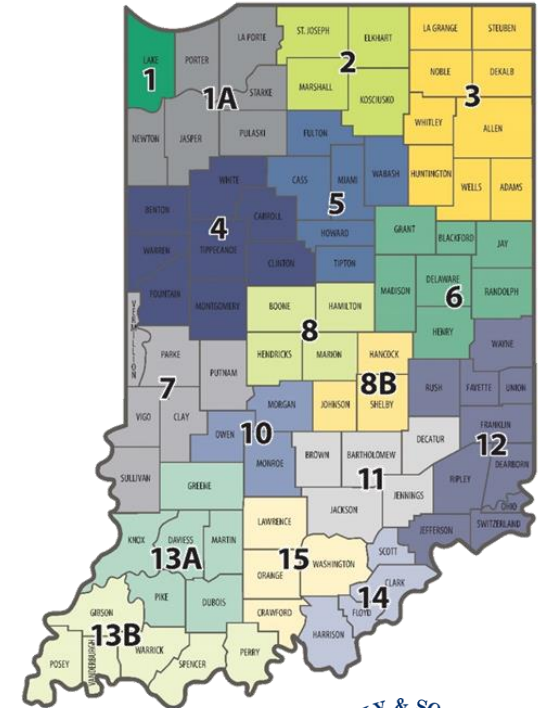 LA PORTE
ST. JOSEPH
ELKHART
LA GRANGE
STEUBEN
LAKE
1
PORTER
1A
STARKE
2
MARSHALL
KOSCIUSKO
NOBLE
DEKALB
3
WHITLEY
ALLEN
NEWTON
JASPER
PULASKI
FULTON
WHITE
CASS
MIAMI
WABASH
HUNTINGTON
WELLS
ADAMS
BENTON
CARROLL
5
4
HOWARD
GRANT
BLACKFORD
JAY
WARREN
TIPPECANOE
CLINTON
TIPTON
MADISON
DELAWARE
6
RANDOLPH
FOUNTAIN
MONTGOMERY
BOONE
HAMILTON
HENRY
VERMILLION
8
WAYNE
PARKE
PUTNAM
HENDRICKS
MARION
HANCOCK
7
8B
RUSH
FAYETTE
UNION
VIGO
CLAY
MORGAN
JOHNSON
SHELBY
OWEN
10
FRANKLIN
MONROE
BROWN
BARTHOLOMEW
DECATUR
12
DEARBORN
SULLIVAN
GREENE
11
RIPLEY
JACKSON
JENNINGS
OHIO
KNOX
DAVIESS
MARTIN
LAWRENCE
JEFFERSON
SWITZERLAND
13A
15
WASHINGTON
SCOTT
ORANGE
CLARK
PIKE
DUBOIS
14
FLOYD
GIBSON
CRAWFORD
HARRISON
13B
POSEY
VANDERBURGH
WARRICK
SPENCER
PERRY
LY & SO